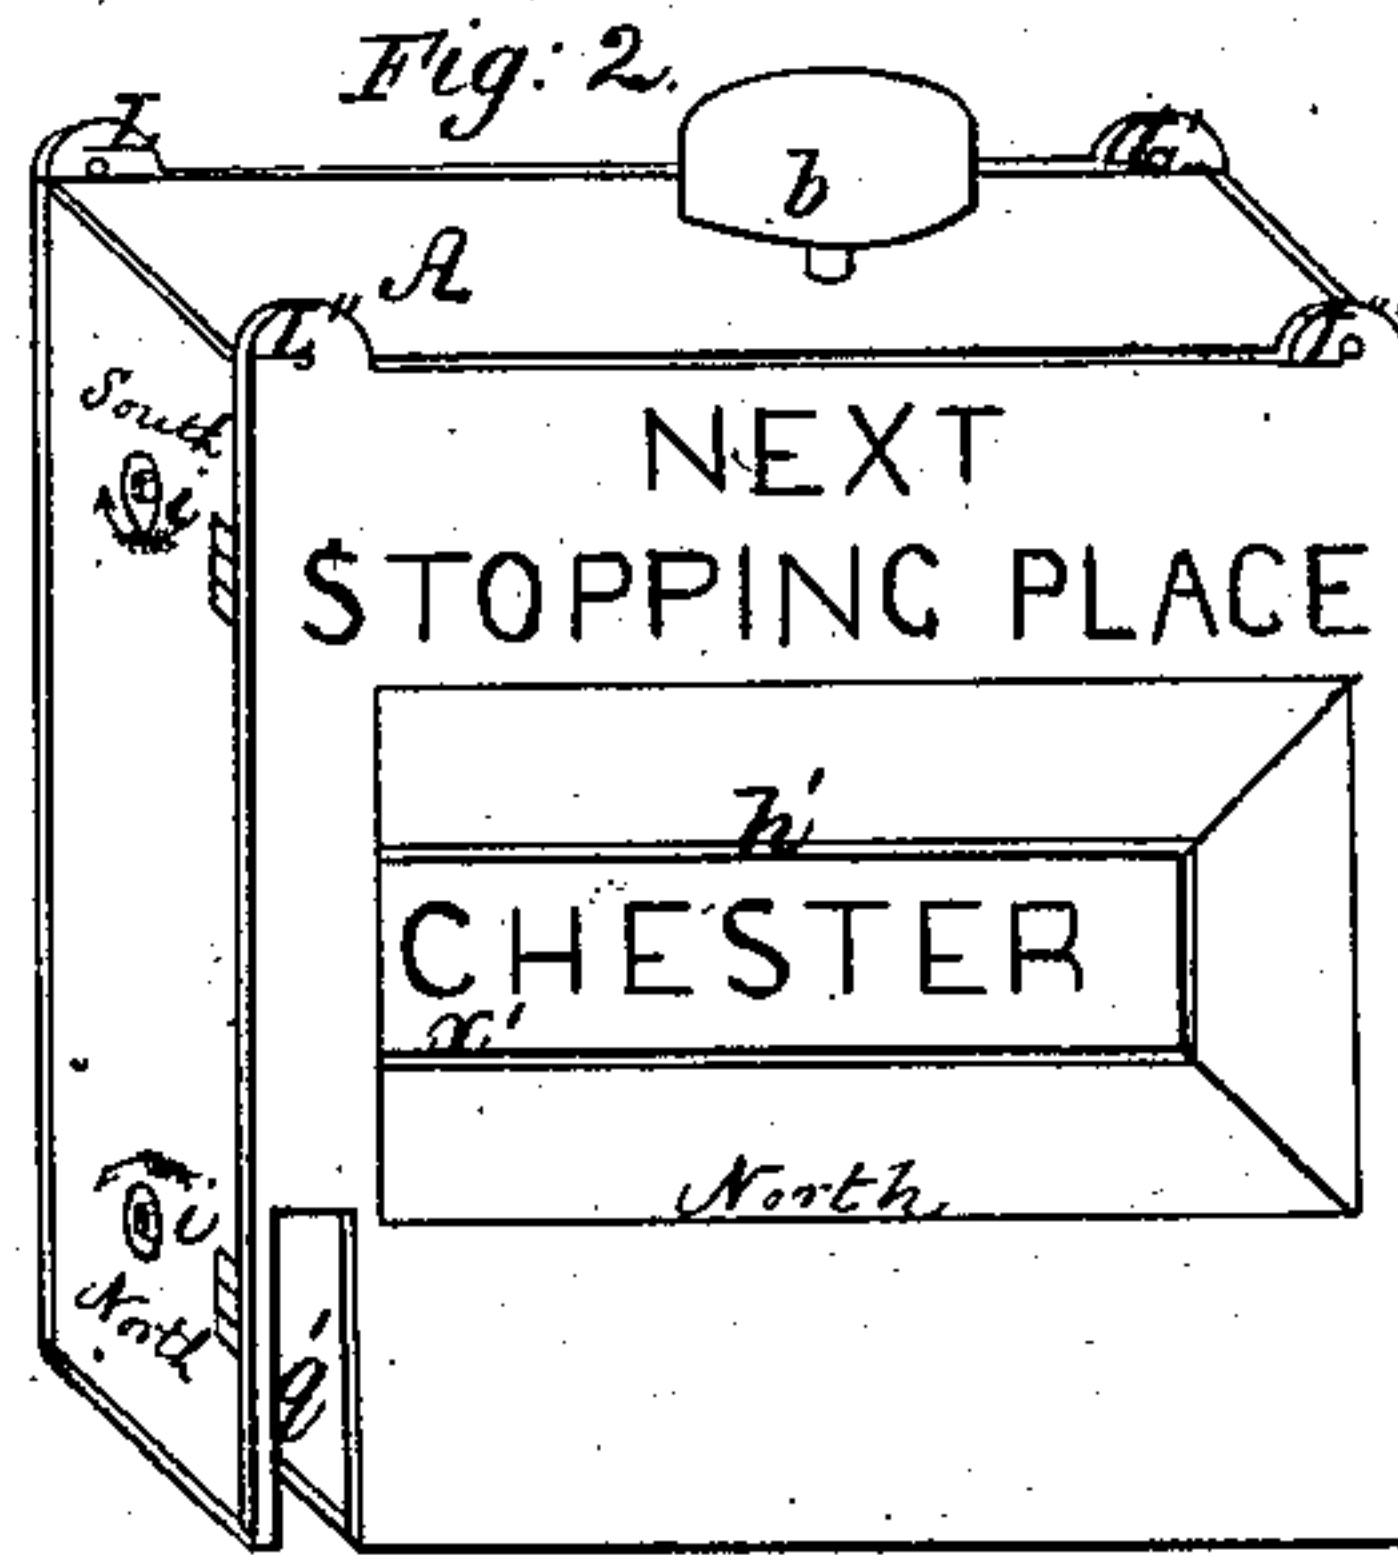 Fig: 2.
b
A
South
i
NEXT
STOPPING PLACE
h'
CHESTER
x'
North
North
q'